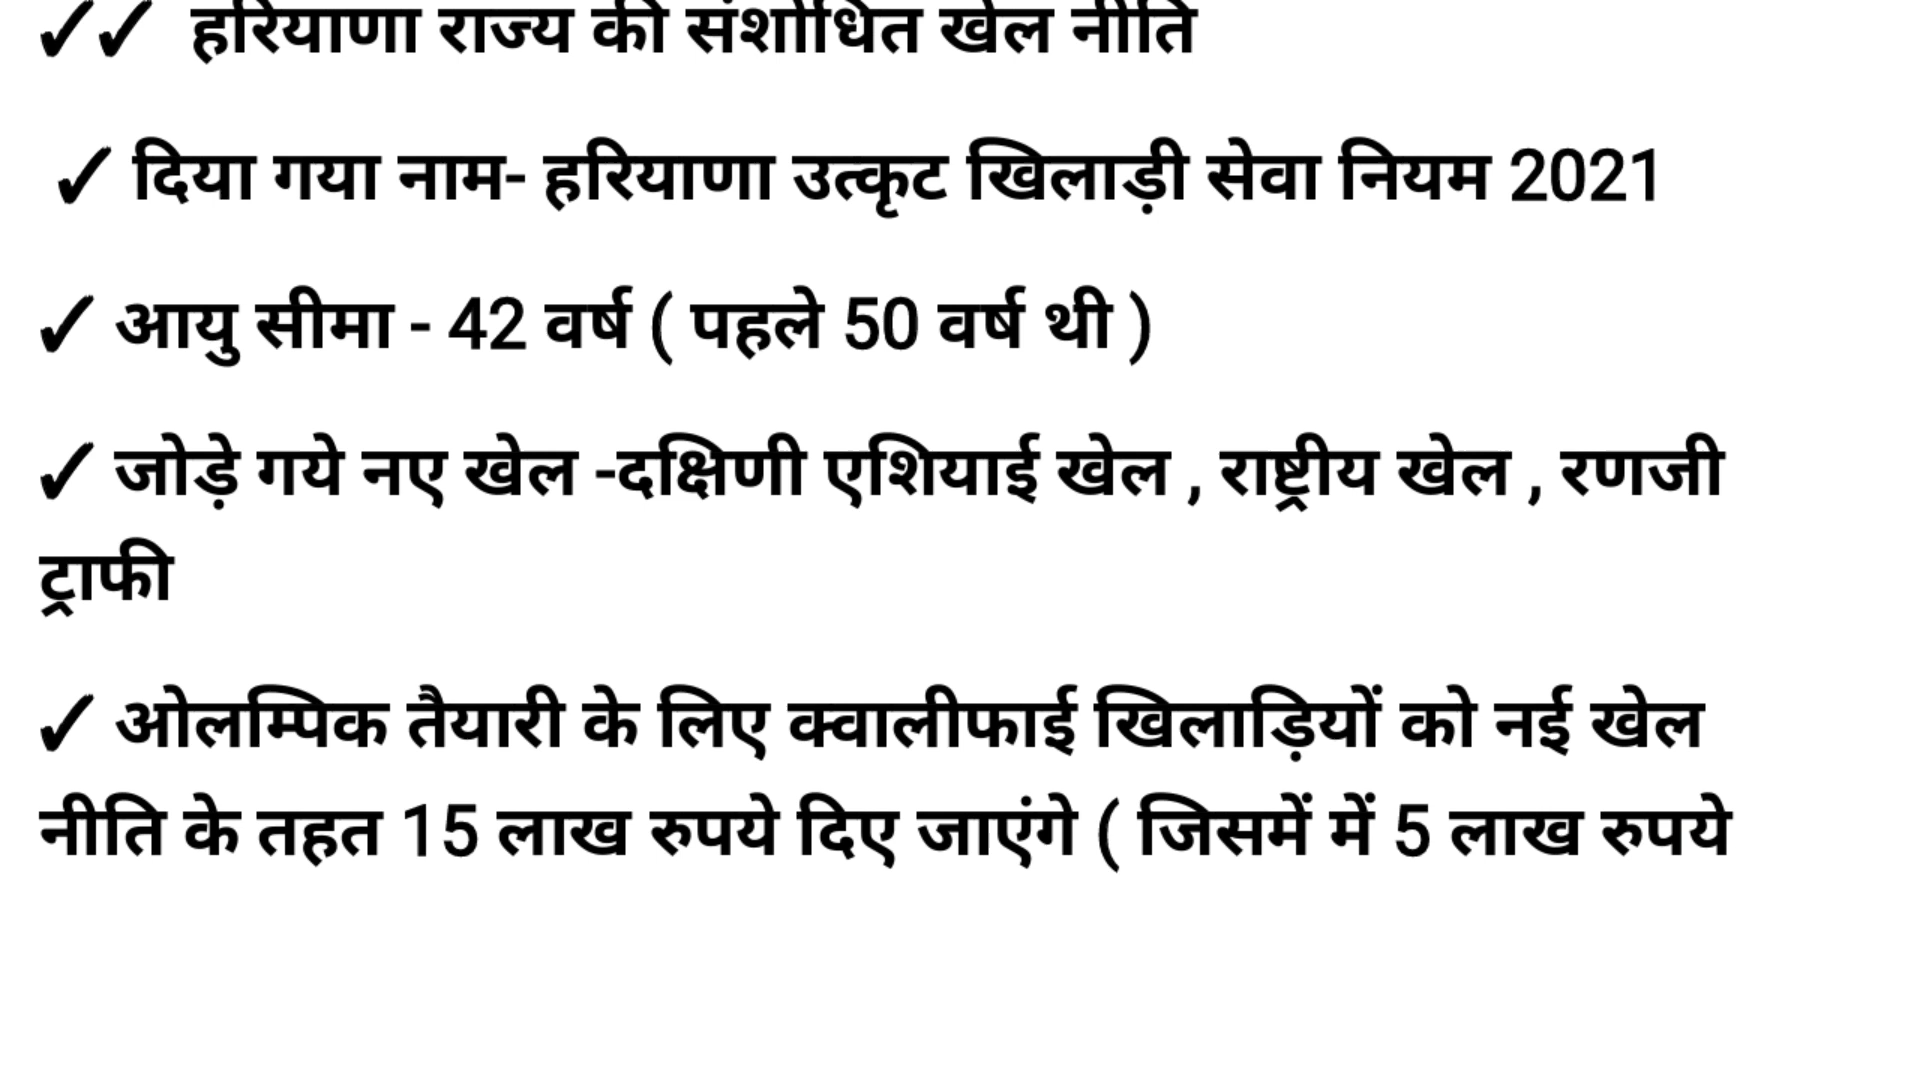 ✓✓ हरियाणा राज्य की संशोधित खेल नीति
✓ दिया गया नाम- हरियाणा उत्कृट खिलाड़ी सेवा नियम 2021
✓ आयु सीमा - 42 वर्ष ( पहले 50 वर्ष थी )
✓ जोड़े गये नए खेल -दक्षिणी एशियाई खेल , राष्ट्रीय खेल , रणजी
ट्राफी
✓ ओलम्पिक तैयारी के लिए क्वालीफाई खिलाड़ियों को नई खेल
नीति के तहत 15 लाख रुपये दिए जाएंगे ( जिसमें में 5 लाख रुपये